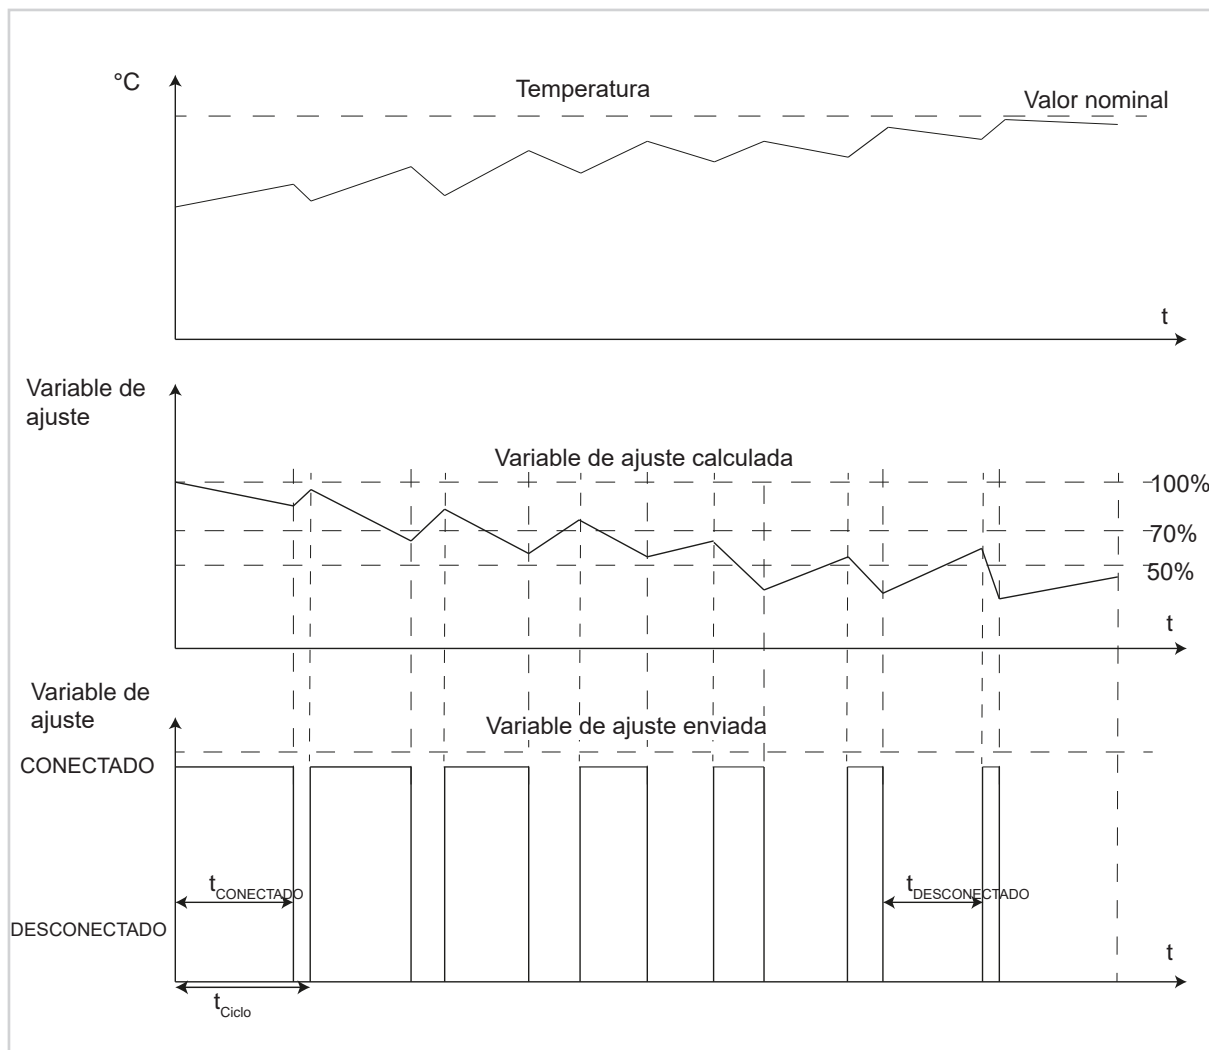 °C
Temperatura
Valor nominal
t
Variable de
ajuste
Variable de ajuste calculada
100%
70%
50%
t
Variable de
ajuste
Variable de ajuste enviada
CONECTADO
tCONECTADO
tDESCONECTADO
DESCONECTADO
t
tCiclo